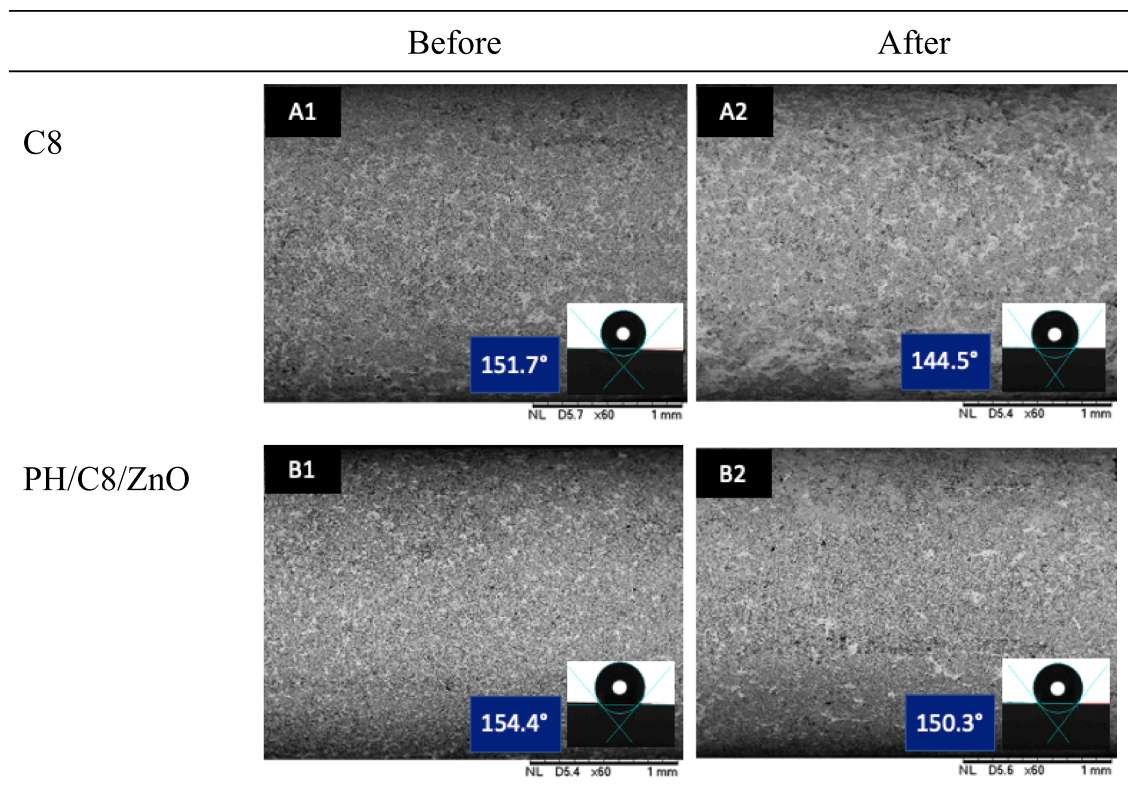 Before After
C8
A1
151.7°
NL D5.7 x60 1 mm
A2
144.5°
NL D5.4 x60 1 mm
PH/C8/ZnO
B1
154.4°
NL D5.4 x60 1 mm
B2
150.3°
NL D5.6 x60 1 mm